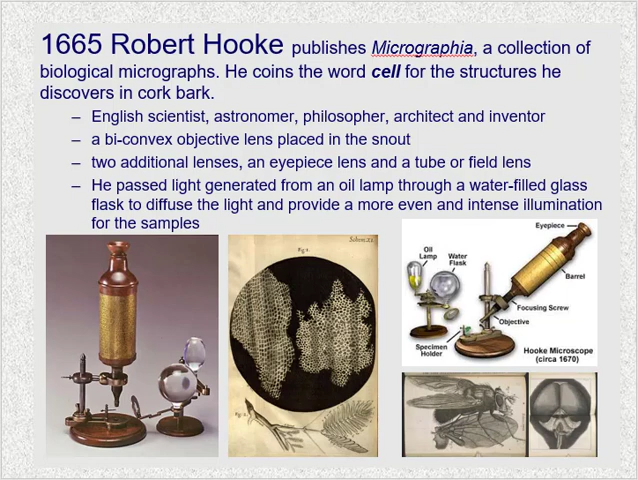 1665 Robert Hooke publishes Micrographia, a collection of
biological micrographs. He coins the word cell for the structures he
discovers in cork bark.
– English scientist, astronomer, philosopher, architect and inventor
– a bi-convex objective lens placed in the snout
– two additional lenses, an eyepiece lens and a tube or field lens
– He passed light generated from an oil lamp through a water-filled glass
flask to diffuse the light and provide a more even and intense illumination
for the samples
Eyepiece
Oil
Lamp
Water
Flask
Barrel
Focusing Screw
Objective
Specimen
Holder
Hooke Microscope
(circa 1670)